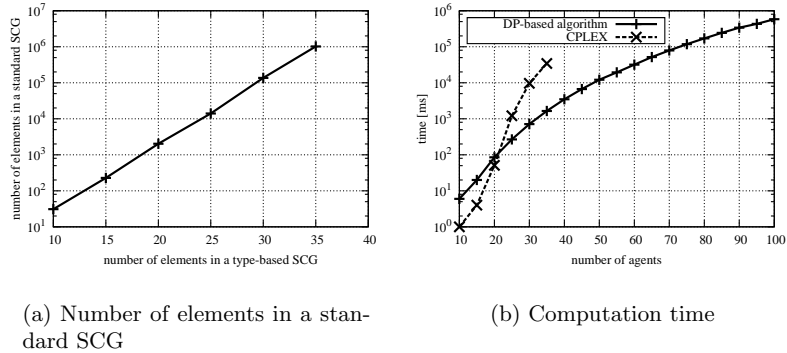 number of elements in a standard SCG
10^7
10^6
10^5
10^4
10^3
10^2
10^1
10 15 20 25 30 35 40
number of elements in a type-based SCG
time [ms]
10^6
10^5
10^4
10^3
10^2
10^1
10^0
DP-based algorithm
CPLEX
10 20 30 40 50 60 70 80 90 100
number of agents
(a) Number of elements in a stan-
dard SCG
(b) Computation time